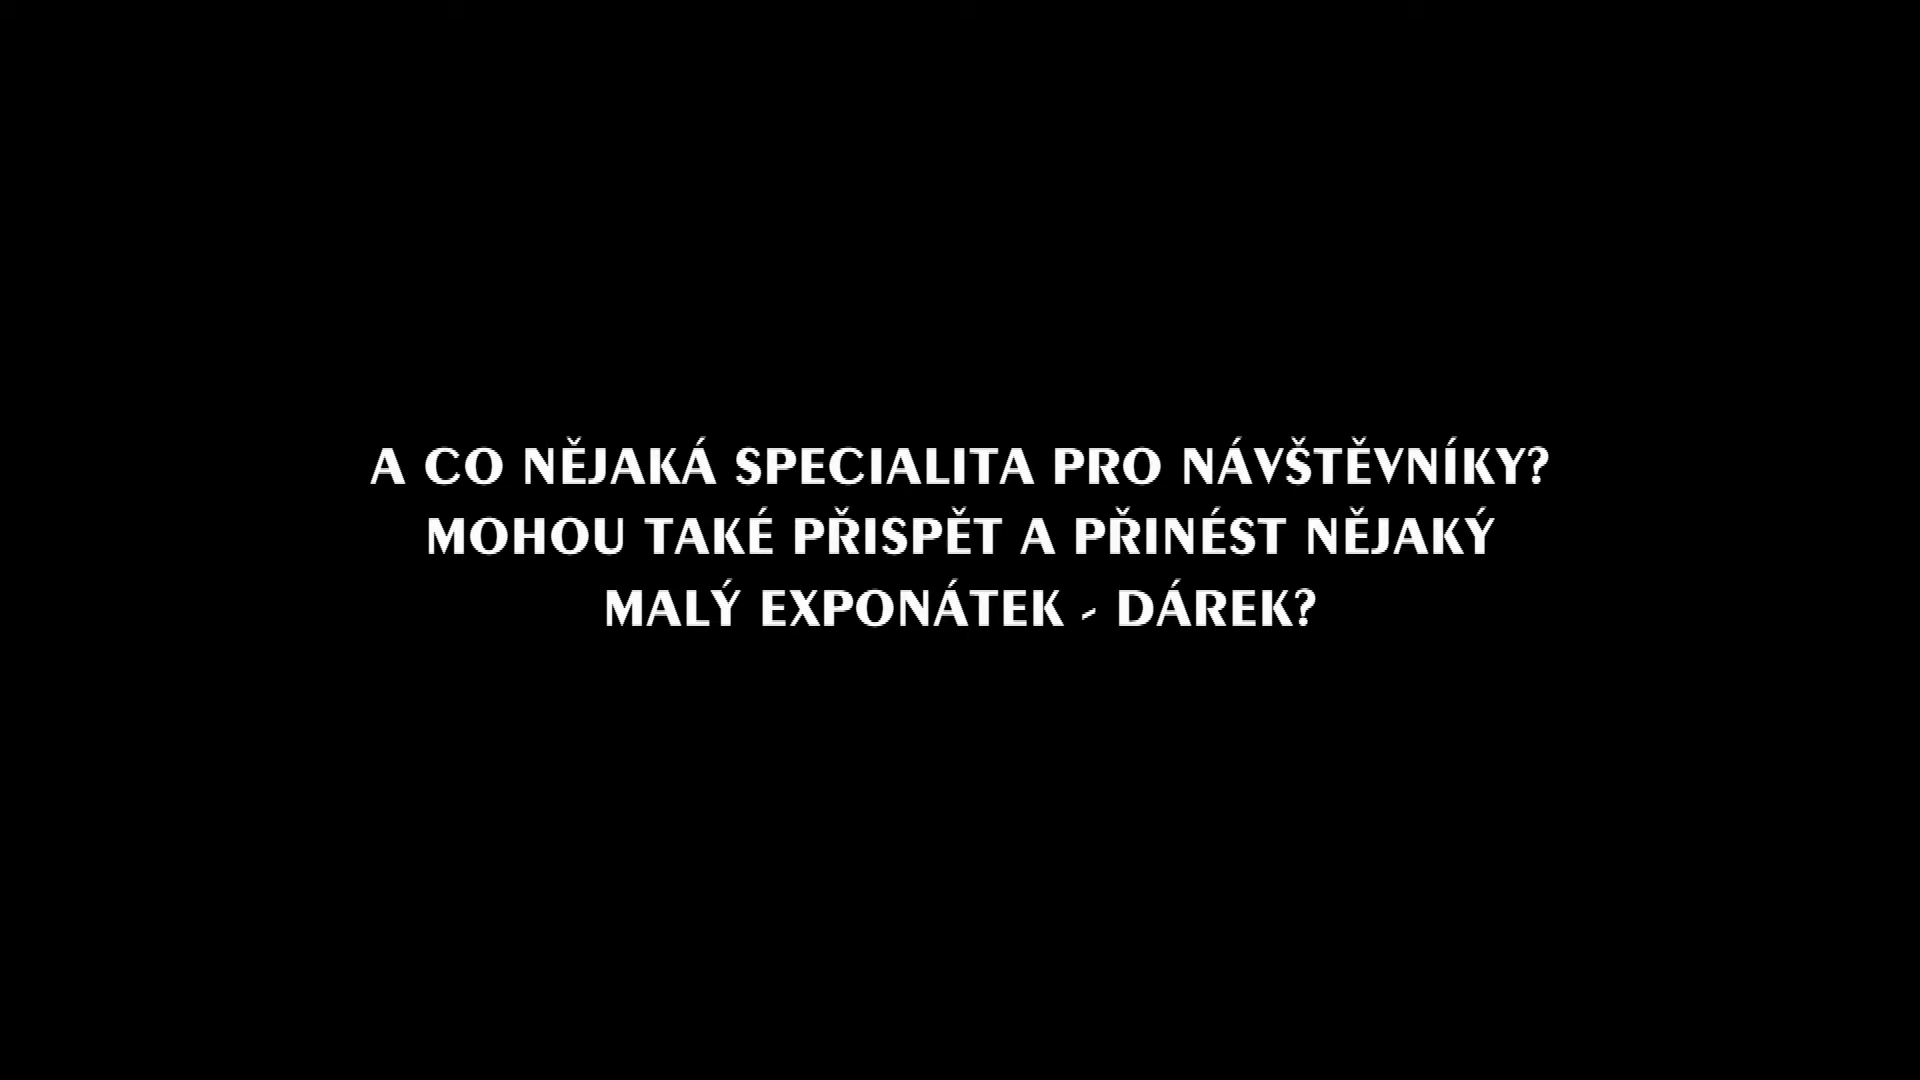 A CO NĚJAKÁ SPECIALITA PRO NÁVŠTĚVNÍKY?
MOHOU TAKÉ PŘISPĚT A PŘINÉST NĚJAKÝ
MALÝ EXPONÁTEK - DÁREK?